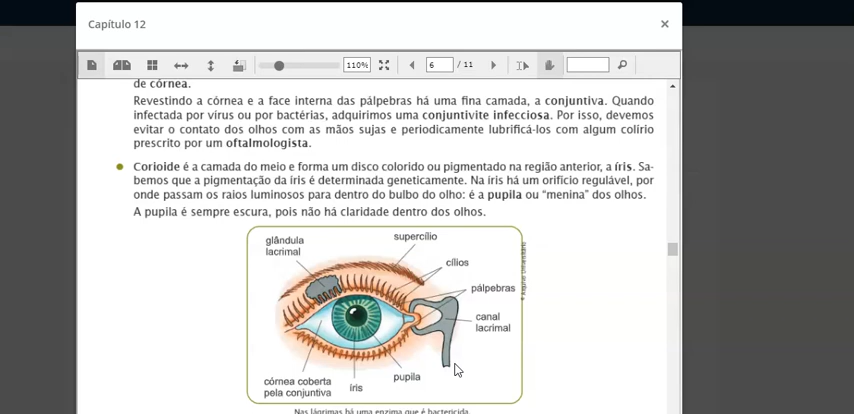 Capítulo 12
×
110%
6 / 11
de córnea.
Revestindo a córnea e a face interna das pálpebras há uma fina camada, a conjuntiva. Quando
infectada por vírus ou por bactérias, adquirimos uma conjuntivite infecciosa. Por isso, devemos
evitar o contato dos olhos com as mãos sujas e periodicamente lubrificá-los com algum colírio
prescrito por um oftalmologista.
Corioide é a camada do meio e forma um disco colorido ou pigmentado na região anterior, a íris. Sa-
bemos que a pigmentação da íris é determinada geneticamente. Na íris há um orifício regulável, por
onde passam os raios luminosos para dentro do bulbo do olho: é a pupila ou “menina” dos olhos.
A pupila é sempre escura, pois não há claridade dentro dos olhos.
glândula
lacrimal
supercílio
cílios
pálpebras
canal
lacrimal
pupila
íris
córnea coberta
pela conjuntiva
Nas lágrimas há uma enzima que é bactericida.